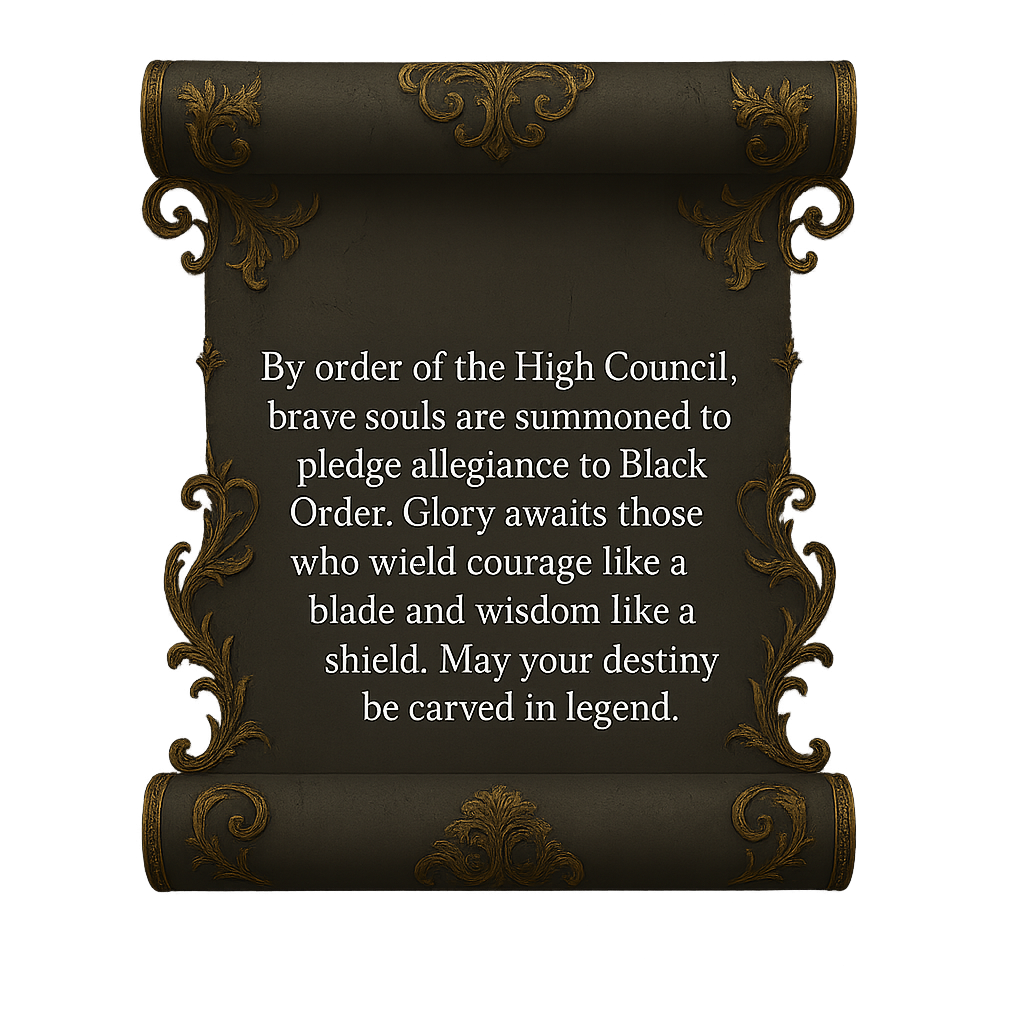 By order of the High Council,
brave souls are summoned to
pledge allegiance to Black
Order. Glory awaits those
who wield courage like a
blade and wisdom like a
shield. May your destiny
be carved in legend.